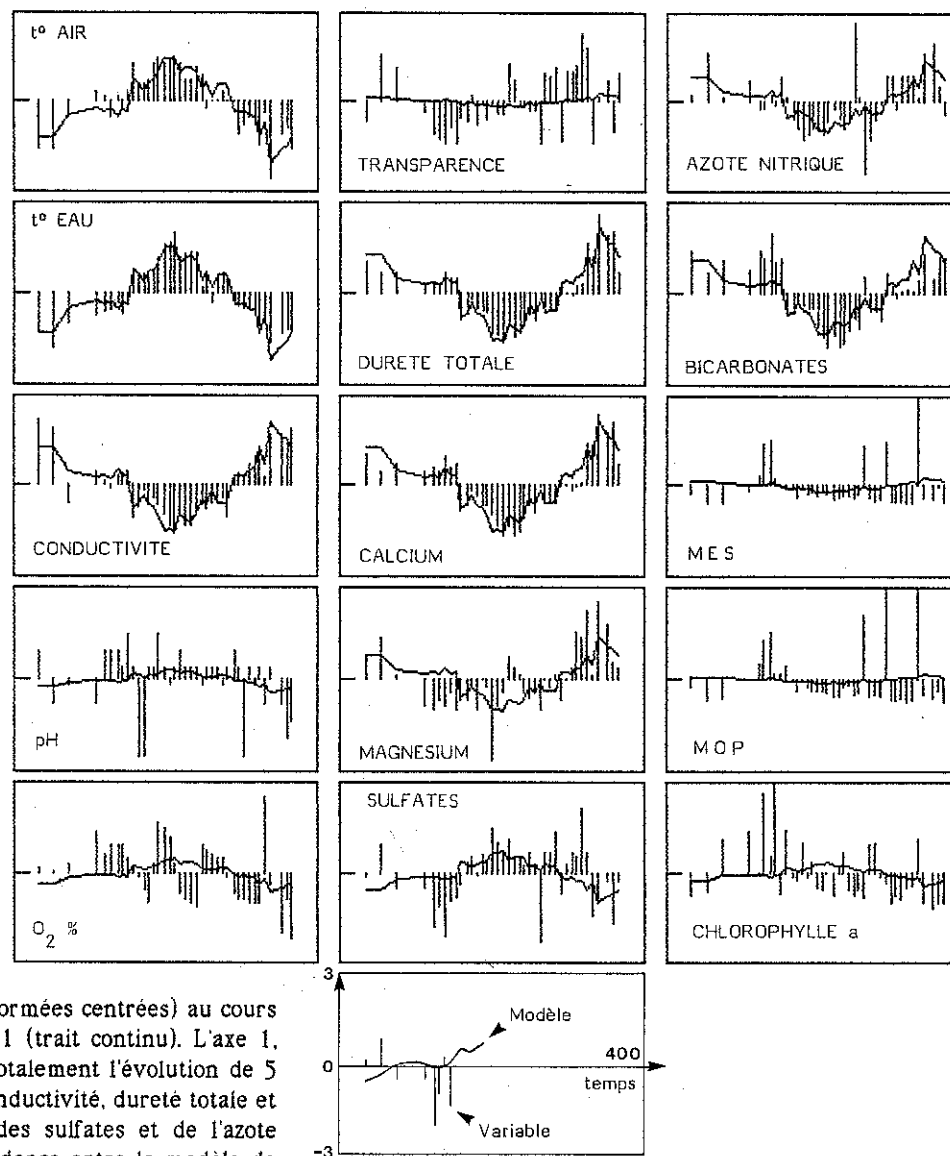 t° AIR
TRANSPARENCE
AZOTE NITRIQUE
t° EAU
DURETE TOTALE
BICARBONATES
CONDUCTIVITE
CALCIUM
MES
pH
MAGNESIUM
MOP
O2 %
SULFATES
CHLOROPHYLLE a
3
Modèle
400
0
temps
Variable
-3
ormées centrées) au cours
1 (trait continu). L'axe 1,
otalement l'évolution de 5
nductivité, dureté totale et
des sulfates et de l'azote